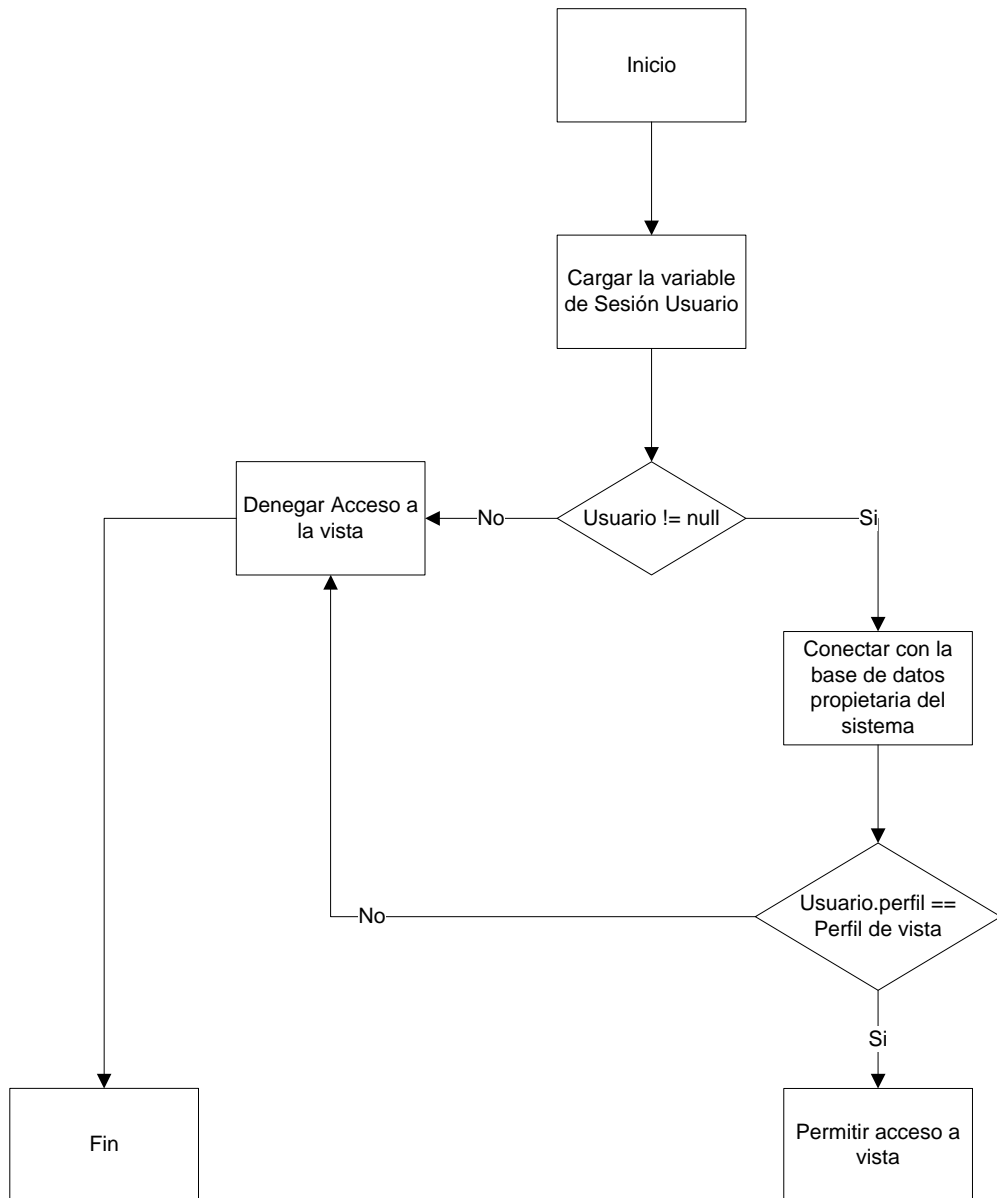 Inicio
Cargar la variable
de Sesión Usuario
Denegar Acceso a
la vista
No
Usuario != null
Si
Conectar con la
base de datos
propietaria del
sistema
No
Usuario.perfil ==
Perfil de vista
Si
Fin
Permitir acceso a
vista